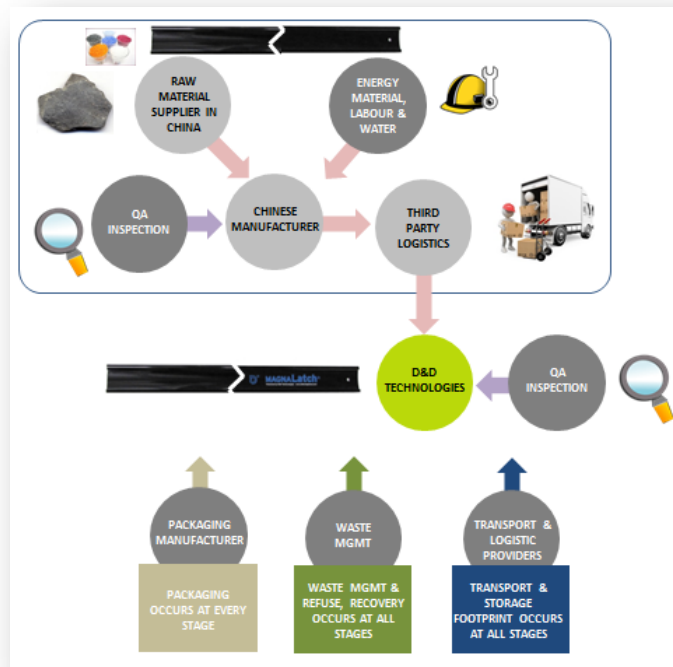 RAW
MATERIAL
SUPPLIER IN
CHINA
ENERGY
MATERIAL,
LABOUR &
WATER
QA
INSPECTION
CHINESE
MANUFACTURER
THIRD
PARTY
LOGISTICS
MAGNALatch
D&D
TECHNOLOGIES
QA
INSPECTION
PACKAGING
MANUFACTURER
WASTE
MGMT
TRANSPORT &
LOGISTIC
PROVIDERS
PACKAGING
OCCURS AT EVERY
STAGE
WASTE MGMT &
REFUSE, RECOVERY
OCCURS AT ALL
STAGES
TRANSPORT &
STORAGE
FOOTPRINT OCCURS
AT ALL STAGES